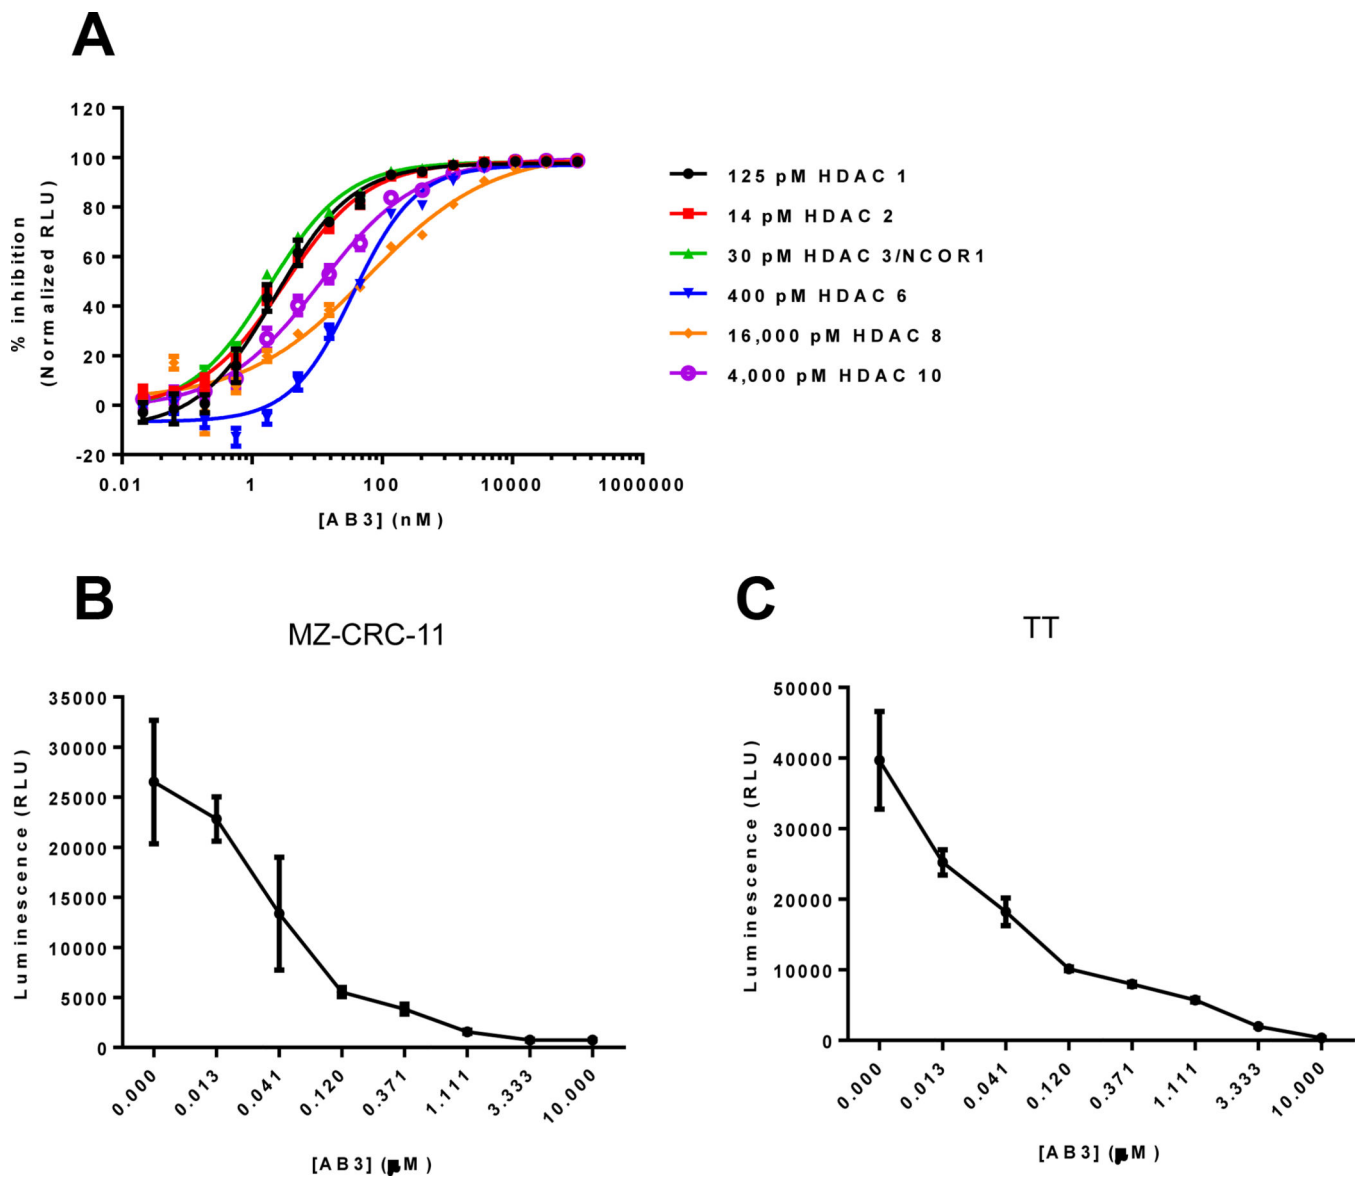 A
120
100
80
60
40
20
0
-20
% inhibition
(Normalized RLU)
0.01 1 100 10000 1000000
[AB3] (nM)
125 pM HDAC 1
14 pM HDAC 2
30 pM HDAC 3/NCOR1
400 pM HDAC 6
16,000 pM HDAC 8
4,000 pM HDAC 10
B
MZ-CRC-11
35000
30000
25000
20000
15000
10000
5000
0
Luminescence (RLU)
0.000 0.013 0.041 0.120 0.371 1.111 3.333 10.000
[AB3] (μM)
C
TT
50000
40000
30000
20000
10000
0
Luminescence (RLU)
0.000 0.013 0.041 0.120 0.371 1.111 3.333 10.000
[AB3] (μM)